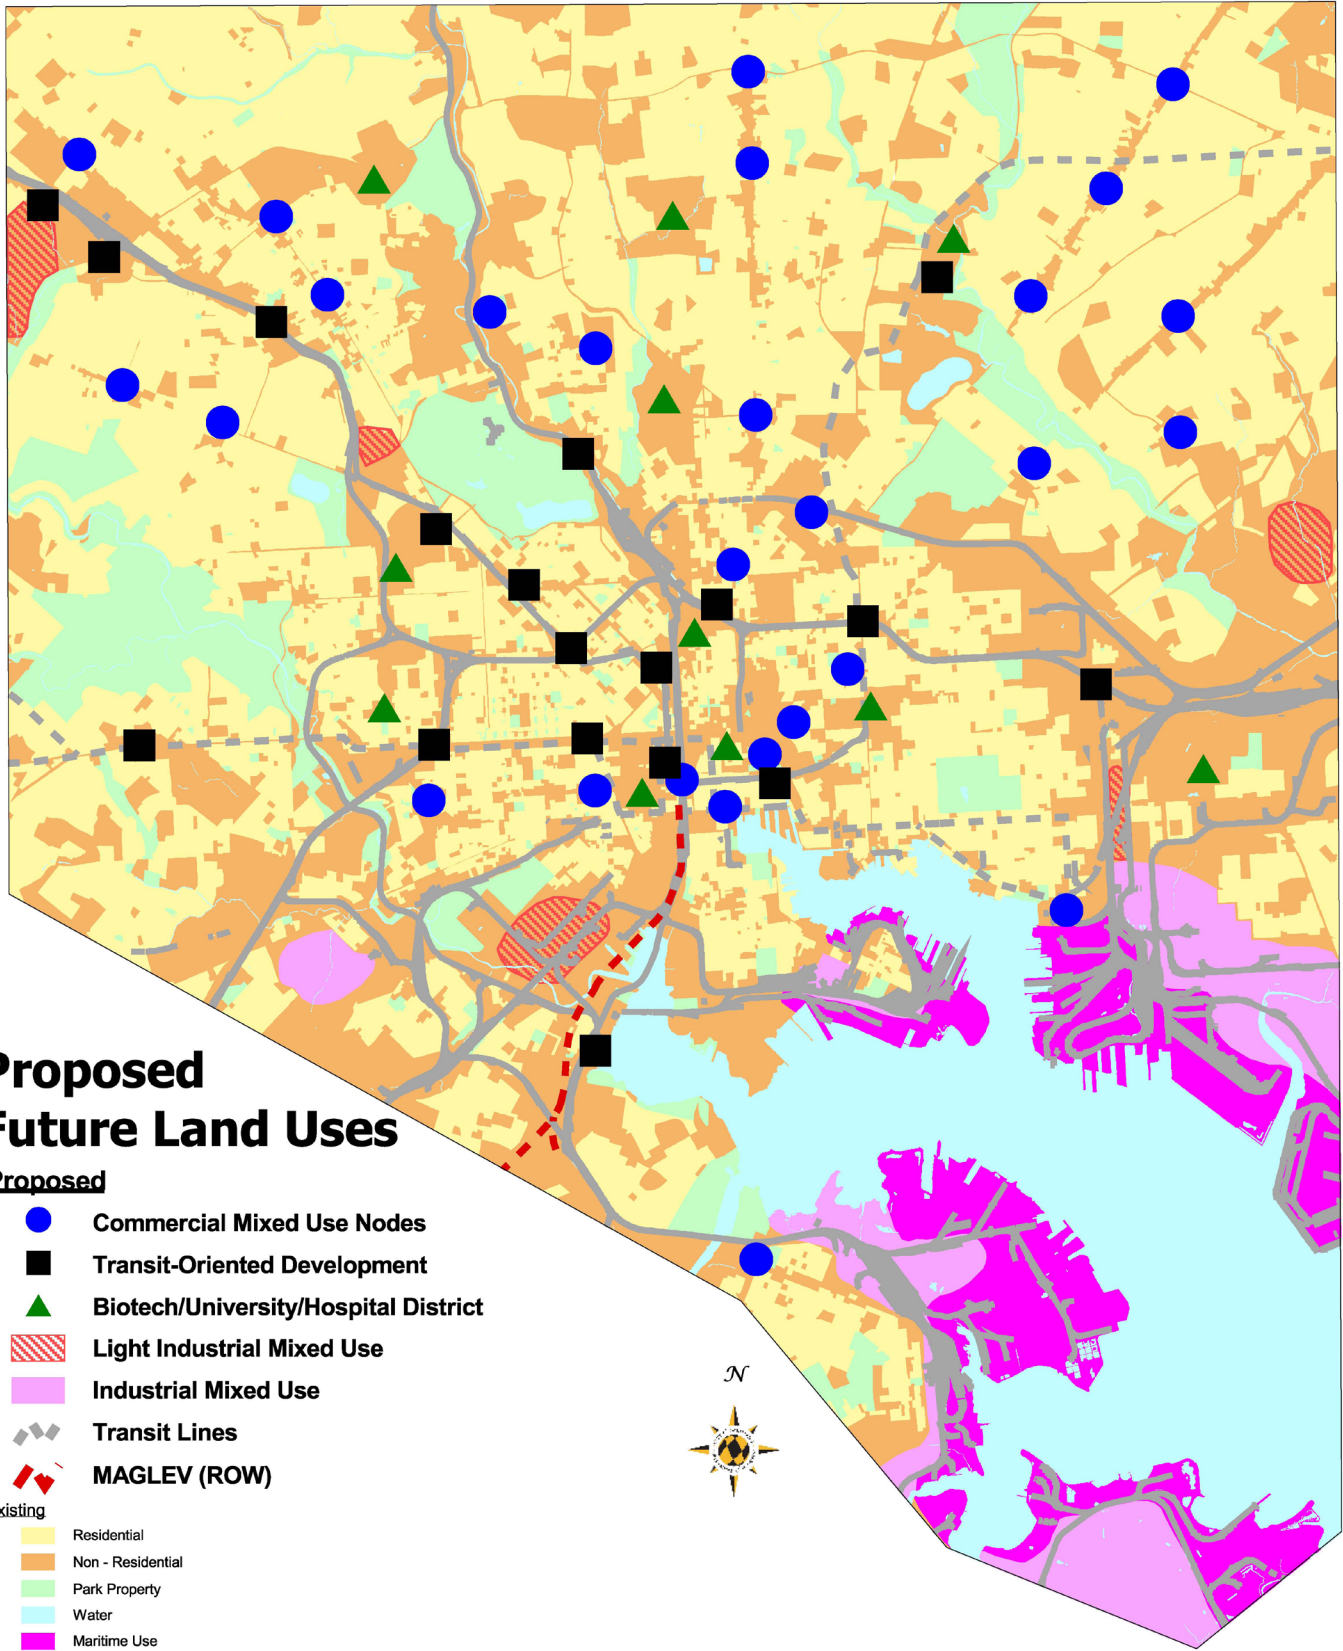 Proposed
Future Land Uses
Proposed
Commercial Mixed Use Nodes
Transit-Oriented Development
Biotech/University/Hospital District
Light Industrial Mixed Use
Industrial Mixed Use
Transit Lines
MAGLEV (ROW)
xisting
Residential
Non - Residential
Park Property
Water
Maritime Use
N